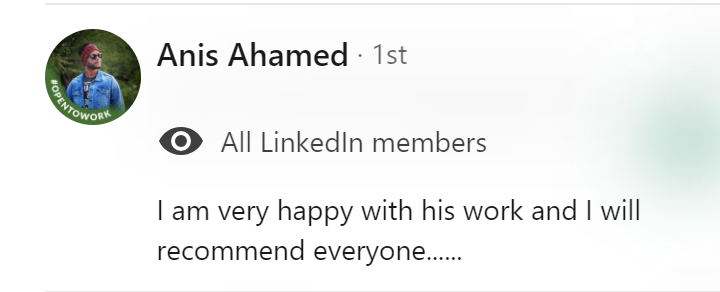 Anis Ahamed · 1st
#OPENTOWORK
All LinkedIn members
I am very happy with his work and I will
recommend everyone......